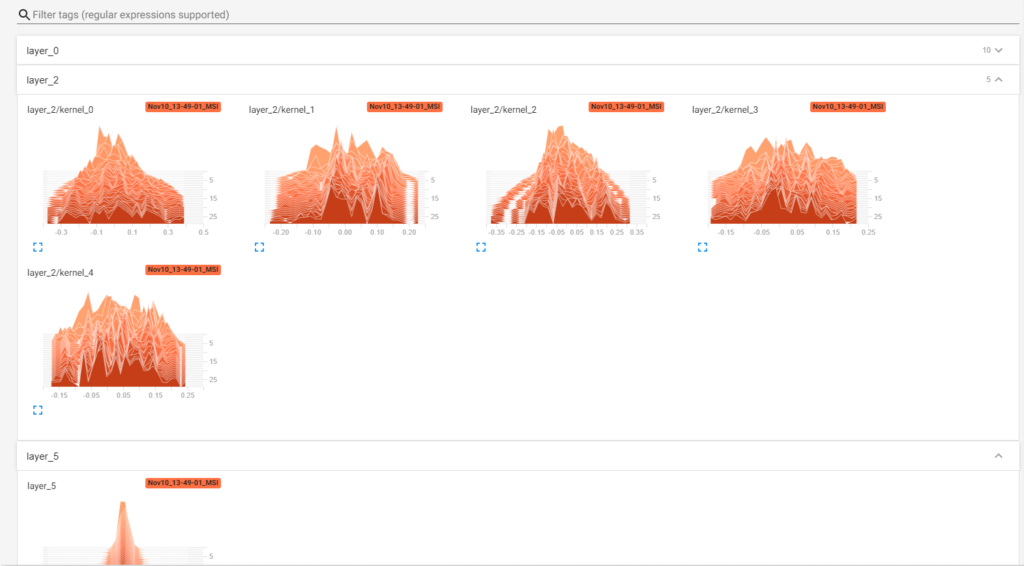 Filter tags (regular expressions supported)
layer_0
10
layer_2
5
layer_2/kernel_0
Nov10_13-49-01_MSI
5
15
25
-0.3 -0.1 0.1 0.3 0.5
layer_2/kernel_1
Nov10_13-49-01_MSI
5
15
25
-0.20 -0.10 0.00 0.10 0.20
layer_2/kernel_2
Nov10_13-49-01_MSI
5
15
25
-0.35 -0.25 -0.15 -0.05 0.05 0.15 0.25 0.35
layer_2/kernel_3
Nov10_13-49-01_MSI
5
15
25
-0.15 -0.05 0.05 0.15 0.25
layer_2/kernel_4
Nov10_13-49-01_MSI
5
15
25
-0.15 -0.05 0.05 0.15 0.25
layer_5
layer_5
Nov10_13-49-01_MSI
5